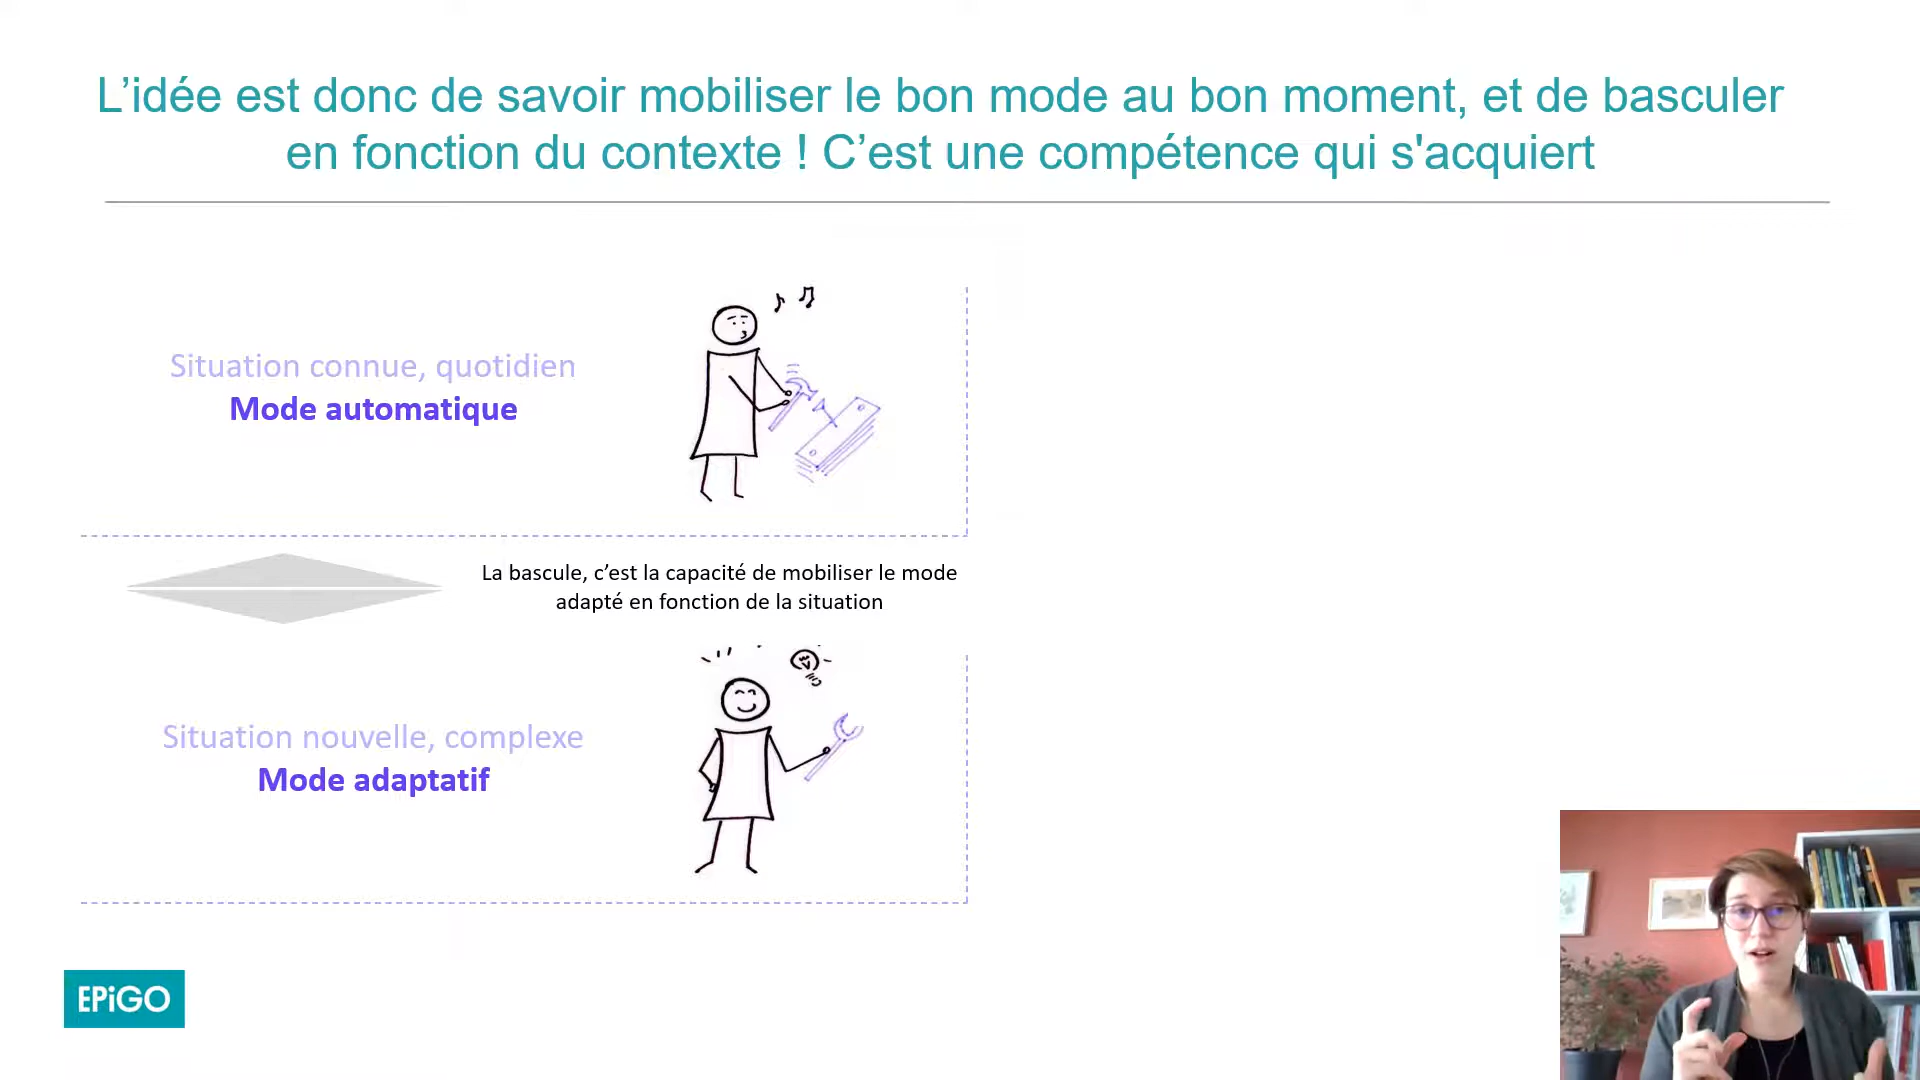 L’idée est donc de savoir mobiliser le bon mode au bon moment, et de basculer
en fonction du contexte ! C’est une compétence qui s'acquiert
Situation connue, quotidien
Mode automatique
La bascule, c’est la capacité de mobiliser le mode
adapté en fonction de la situation
Situation nouvelle, complexe
Mode adaptatif
EPiGO